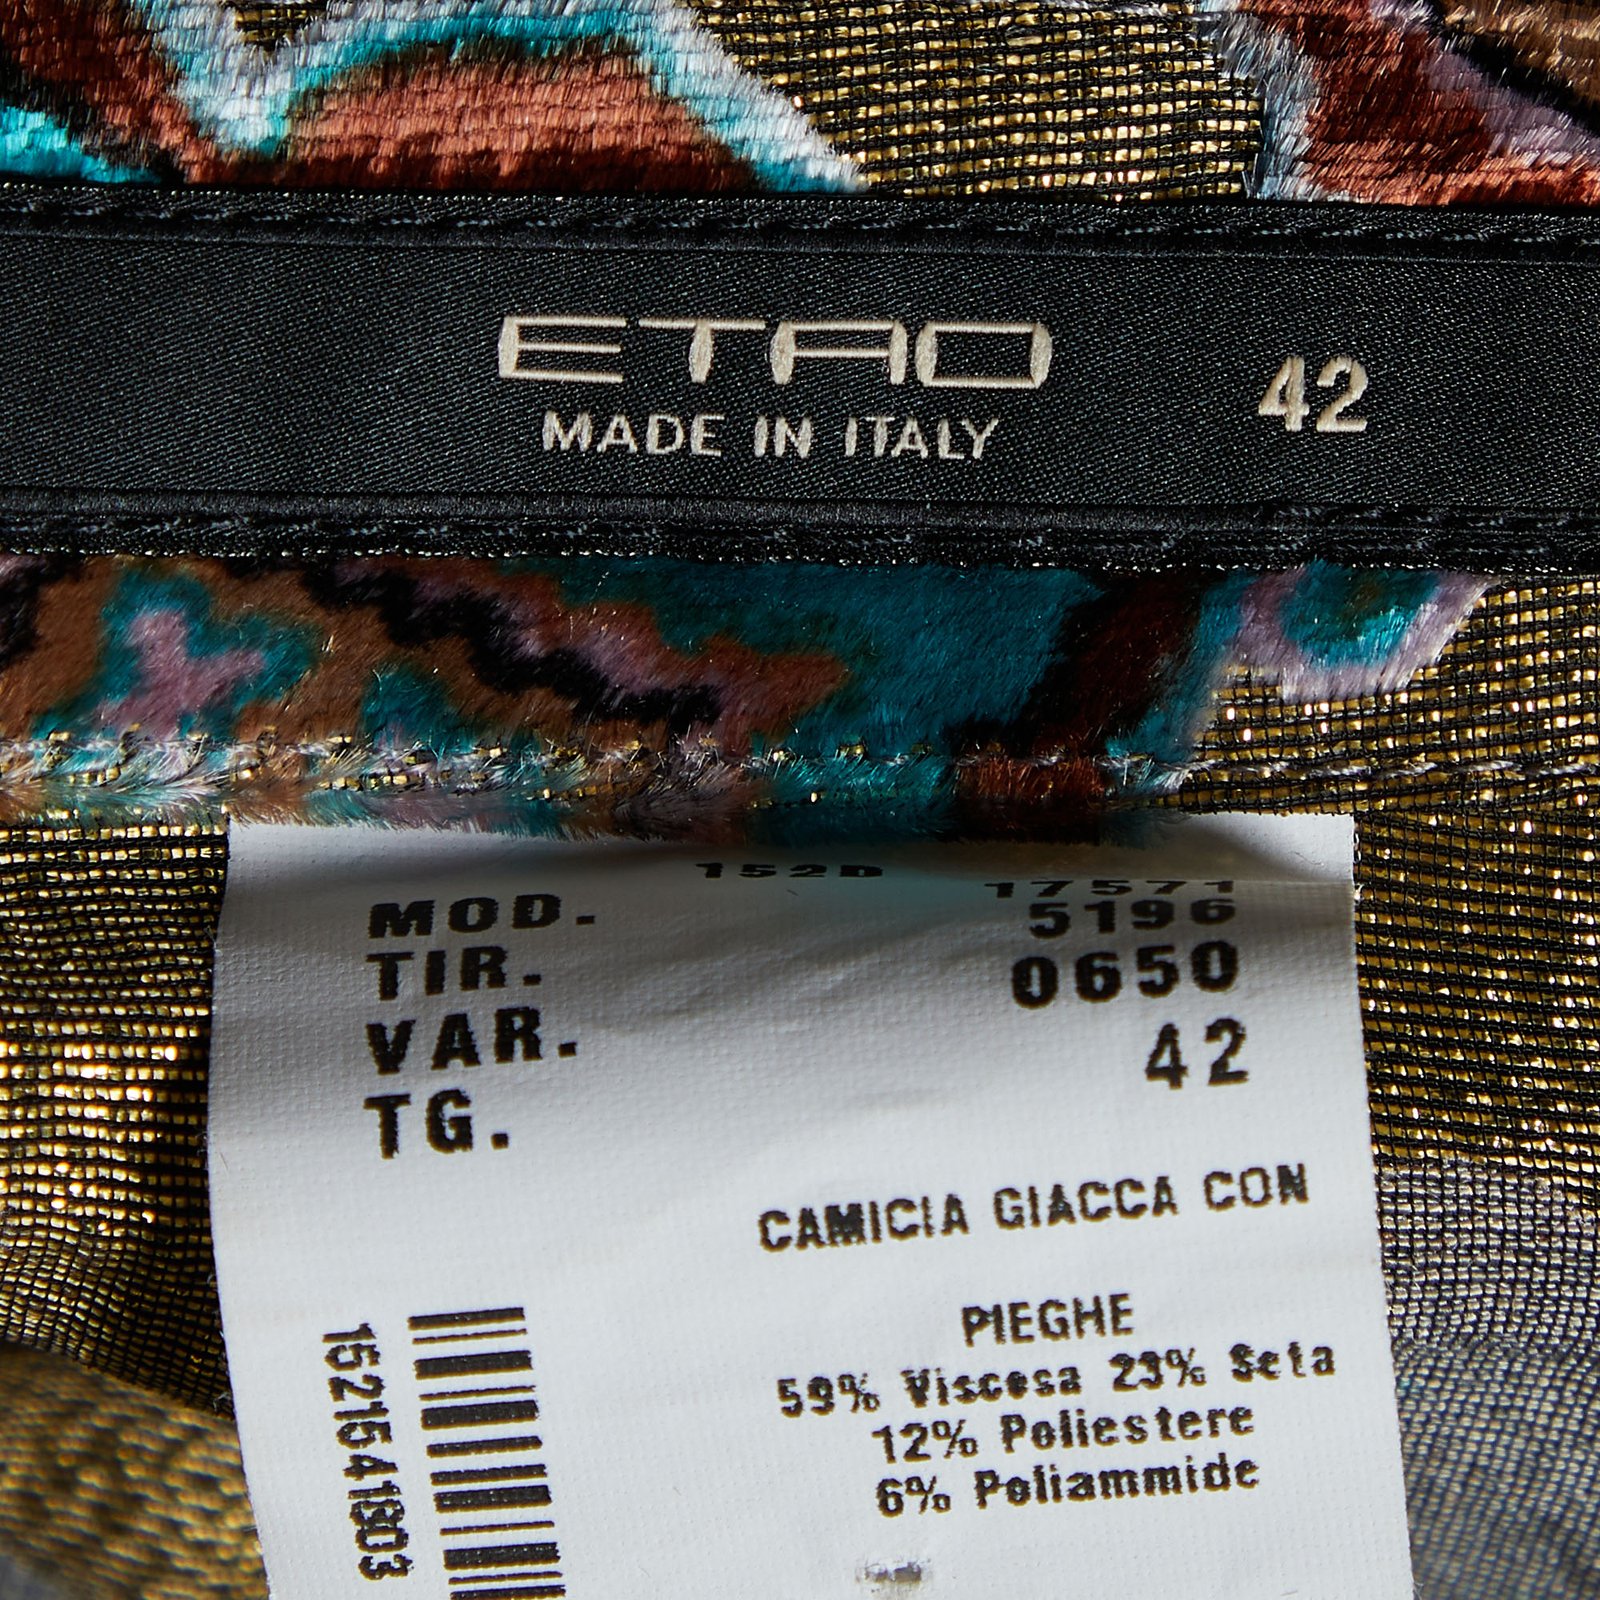 ETRO
MADE IN ITALY
42
152D
MOD. 17571
TIR. 5196
VAR. 0650
TG. 42
CAMICIA GIACCA CON
PIEGHE
59% Viscosa 23% Seta
12% Poliestere
6% Poliammide
1521541803